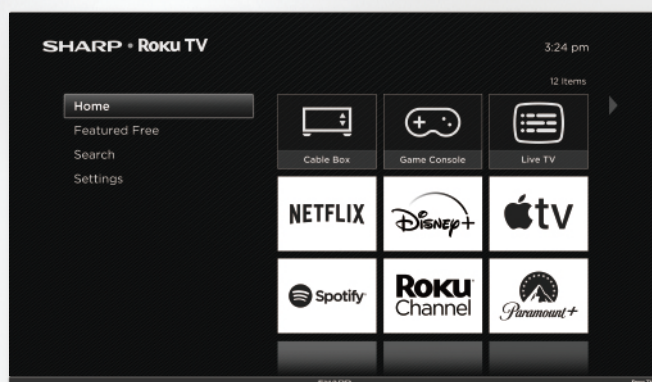 SHARP • ROKU TV
3:24 pm
12 Items
Home
Featured Free
Search
Settings
Cable Box
Game Console
Live TV
NETFLIX
Disney+
tv
Spotify
ROKU
Channel
Paramount+
SHARP